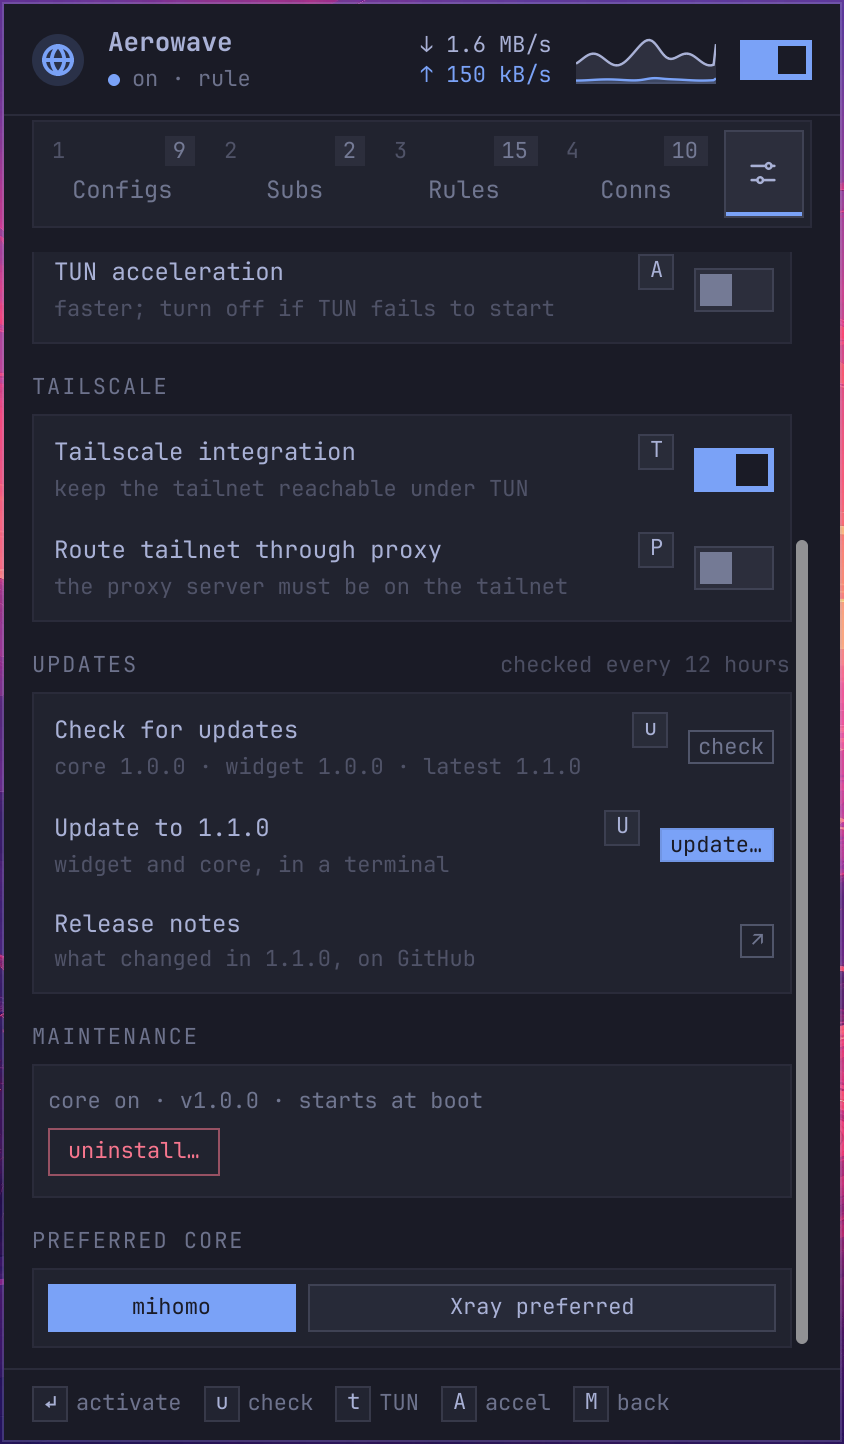 Aerowave
on · rule
↓ 1.6 MB/s
↑ 150 kB/s
1 9 2 2 3 15 4 10
Configs Subs Rules Conns
TUN acceleration A
faster; turn off if TUN fails to start
TAILSCALE
Tailscale integration T
keep the tailnet reachable under TUN
Route tailnet through proxy P
the proxy server must be on the tailnet
UPDATES checked every 12 hours
Check for updates u check
core 1.0.0 · widget 1.0.0 · latest 1.1.0
Update to 1.1.0 U update…
widget and core, in a terminal
Release notes
what changed in 1.1.0, on GitHub
MAINTENANCE
core on · v1.0.0 · starts at boot
uninstall…
PREFERRED CORE
mihomo Xray preferred
↲ activate u check t TUN A accel M back